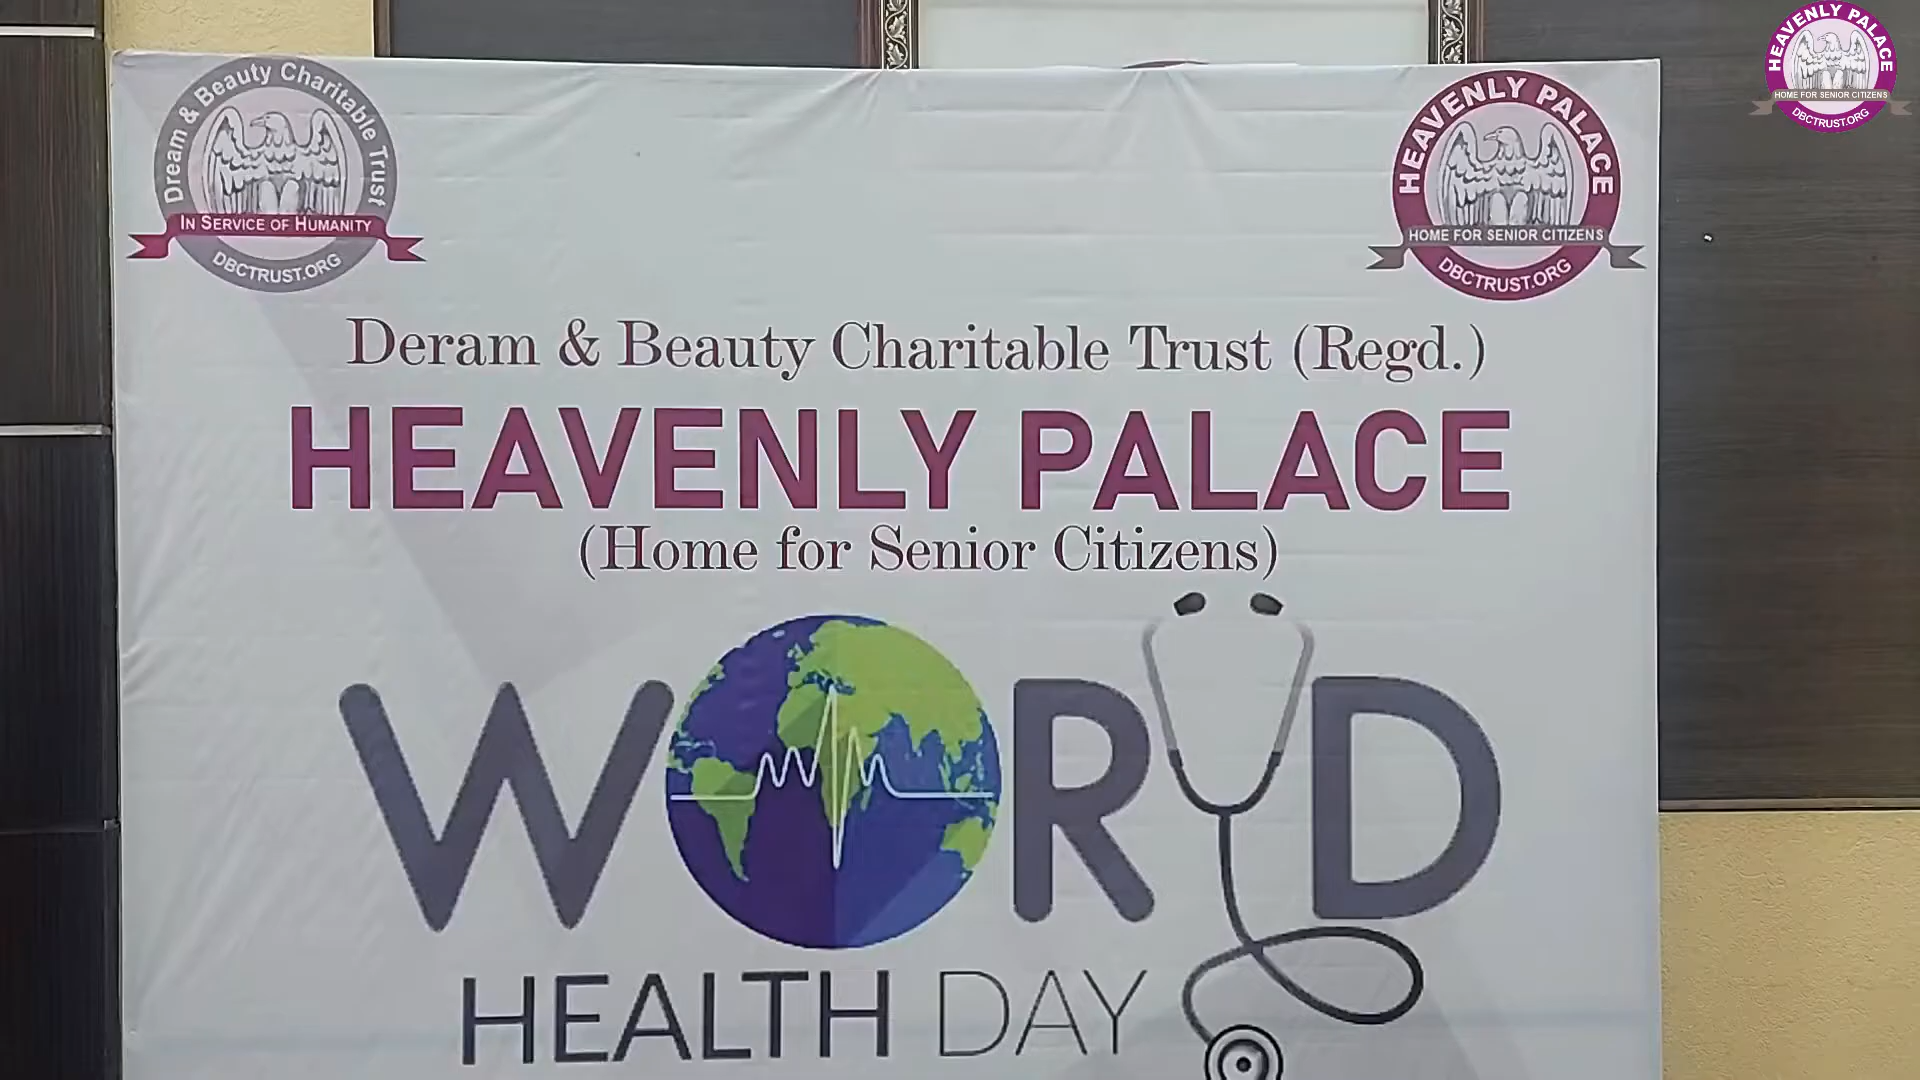 Dream & Beauty Charitable Trust
IN SERVICE OF HUMANITY
DBCTRUST.ORG
HEAVENLY PALACE
HOME FOR SENIOR CITIZENS
DBCTRUST.ORG
HEAVENLY PALACE
HOME FOR SENIOR CITIZENS
DBCTRUST.ORG
Deram & Beauty Charitable Trust (Regd.)
HEAVENLY PALACE
(Home for Senior Citizens)
WORLD
HEALTH DAY